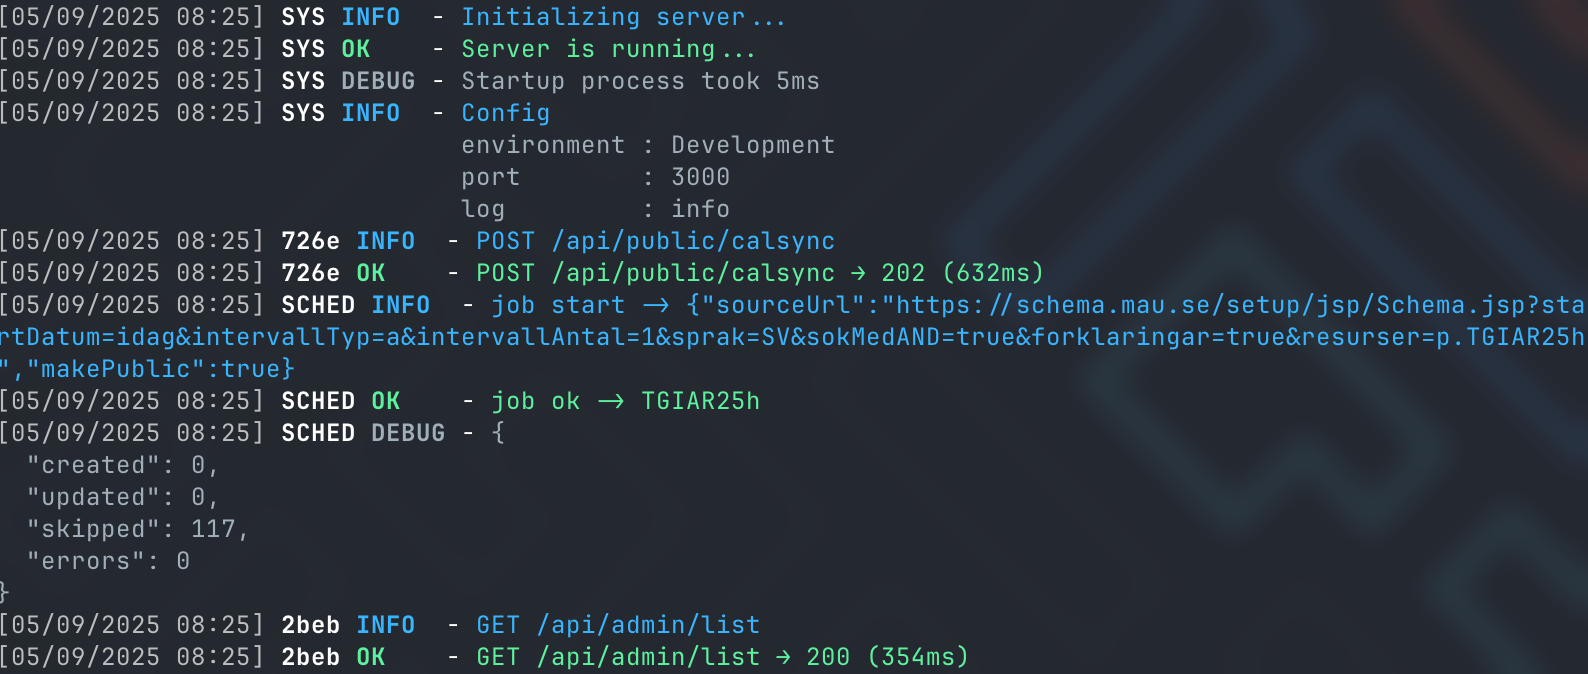 [05/09/2025 08:25] SYS INFO  - Initializing server...
[05/09/2025 08:25] SYS OK    - Server is running...
[05/09/2025 08:25] SYS DEBUG - Startup process took 5ms
[05/09/2025 08:25] SYS INFO  - Config
environment : Development
port        : 3000
log         : info
[05/09/2025 08:25] 726e INFO  - POST /api/public/calsync
[05/09/2025 08:25] 726e OK    - POST /api/public/calsync → 202 (632ms)
[05/09/2025 08:25] SCHED INFO  - job start -> {"sourceUrl":"https://schema.mau.se/setup/jsp/Schema.jsp?sta
rtDatum=idag&intervallTyp=a&intervallAntal=1&sprak=SV&sokMedAND=true&forklaringar=true&resurser=p.TGIAR25h
","makePublic":true}
[05/09/2025 08:25] SCHED OK    - job ok -> TGIAR25h
[05/09/2025 08:25] SCHED DEBUG - {
"created": 0,
"updated": 0,
"skipped": 117,
"errors": 0
}
[05/09/2025 08:25] 2beb INFO  - GET /api/admin/list
[05/09/2025 08:25] 2beb OK    - GET /api/admin/list → 200 (354ms)